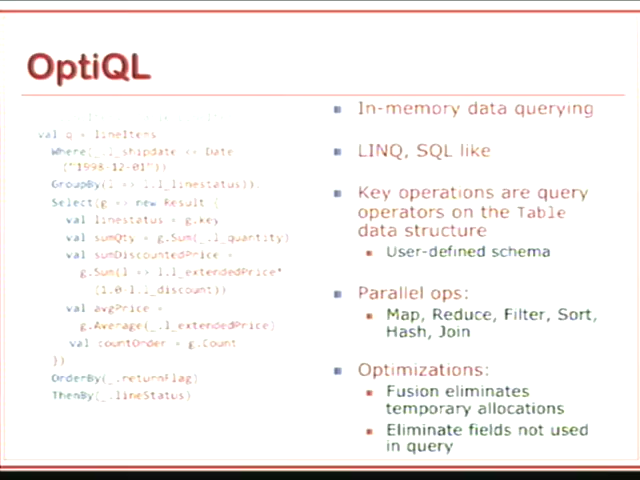 OptiQL
val q = lineItems
Where(_.l_shipdate <= Date
("1998-12-01"))
GroupBy(l => l.l_linestatus)).
Select(g => new Result {
val linestatus = g.key
val sumQty = g.Sum(_.l_quantity)
val sumDiscountedPrice =
g.Sum(l => l.l_extendedPrice*
(1.0-l.l_discount))
val avgPrice =
g.Average(_.l_extendedPrice)
val countOrder = g.Count
})
OrderBy(_.returnFlag)
ThenBy(_.lineStatus)
In-memory data querying
LINQ, SQL like
Key operations are query
operators on the Table
data structure
User-defined schema
Parallel ops:
Map, Reduce, Filter, Sort,
Hash, Join
Optimizations:
Fusion eliminates
temporary allocations
Eliminate fields not used
in query